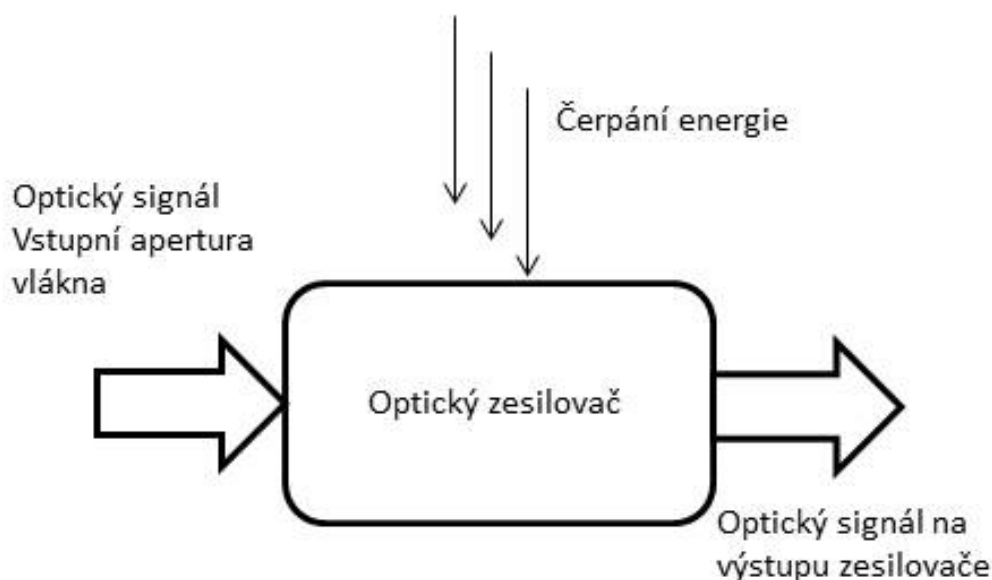 Čerpání energie
Optický signál
Vstupní apertura
vlákna
Optický zesilovač
Optický signál na
výstupu zesilovače